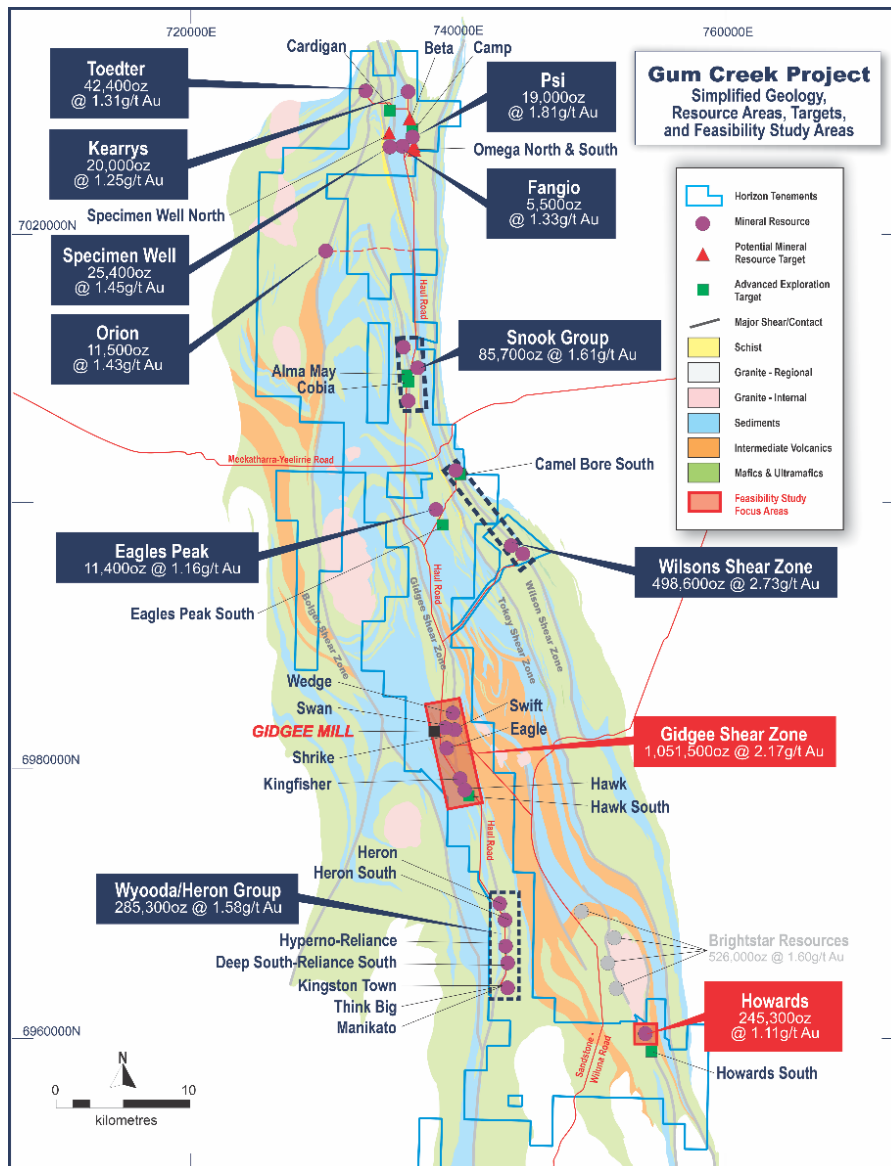 720000E
740000E
760000E
Cardigan
Beta
Camp
Toedter
42,400oz
@ 1.31g/t Au
Psi
19,000oz
@ 1.81g/t Au
Gum Creek Project
Simplified Geology,
Resource Areas, Targets,
and Feasibility Study Areas
Kearrys
20,000oz
@ 1.25g/t Au
Omega North & South
Fangio
5,500oz
@ 1.33g/t Au
Specimen Well North
7020000N
Specimen Well
25,400oz
@ 1.45g/t Au
Haul Road
Orion
11,500oz
@ 1.43g/t Au
Snook Group
85,700oz @ 1.61g/t Au
Alma May
Cobia
Horizon Tenements
Mineral Resource
Potential Mineral
Resource Target
Advanced Exploration
Target
Major Shear/Contact
Schist
Granite - Regional
Granite - Internal
Sediments
Intermediate Volcanics
Mafics & Ultramafics
Feasibility Study
Focus Areas
Meekatharra-Yeelirrie Road
Camel Bore South
Eagles Peak
11,400oz @ 1.16g/t Au
Wilsons Shear Zone
498,600oz @ 2.73g/t Au
Haul Road
Eagles Peak South
Bolger Shear Zone
Gidgee Shear Zone
Tokey Shear Zone
Wilson Shear Zone
Wedge
Swan
Swift
GIDGEE MILL
Eagle
Shrike
Gidgee Shear Zone
1,051,500oz @ 2.17g/t Au
6980000N
Kingfisher
Hawk
Hawk South
Haul Road
Heron
Heron South
Wyooda/Heron Group
285,300oz @ 1.58g/t Au
Hyperno-Reliance
Deep South-Reliance South
Kingston Town
Think Big
Manikato
Brightstar Resources
526,000oz @ 1.60g/t Au
Howards
245,300oz
@ 1.11g/t Au
6960000N
Sandstone - Wiluna Road
Howards South
N
0
10
kilometres